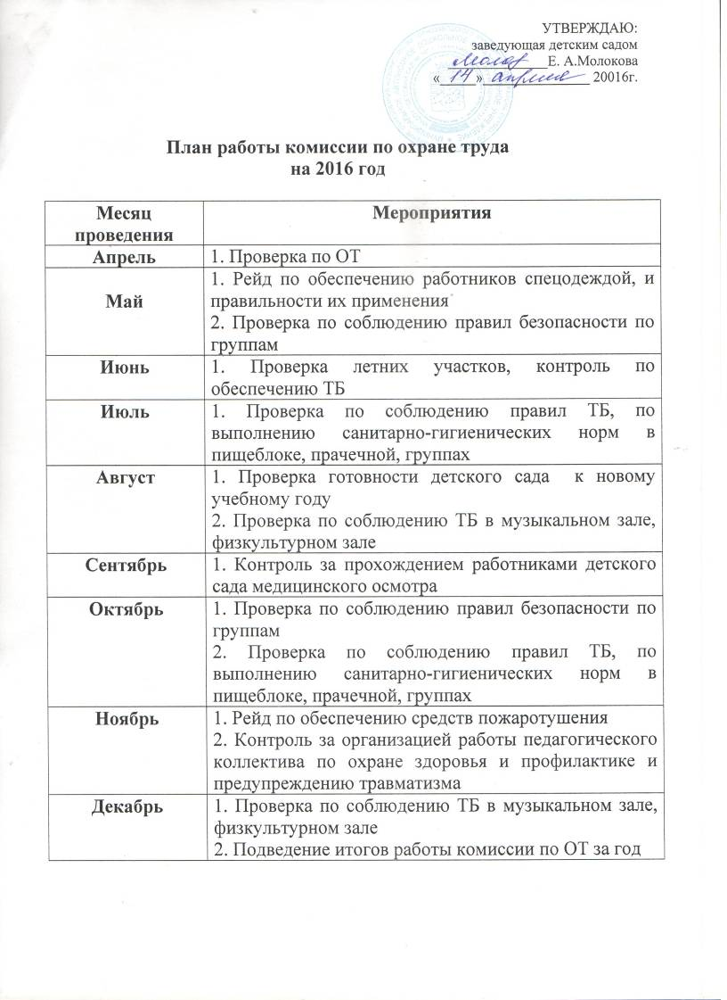 УТВЕРЖДАЮ:
заведующая детским садом
Е. А.Молокова
« 14 » апреля 20016г.
План работы комиссии по охране труда
на 2016 год
Месяц
проведения
Мероприятия
Апрель
1. Проверка по ОТ
Май
1. Рейд по обеспечению работников спецодеждой, и
правильности их применения
2. Проверка по соблюдению правил безопасности по
группам
Июнь
1. Проверка летних участков, контроль по
обеспечению ТБ
Июль
1. Проверка по соблюдению правил ТБ, по
выполнению санитарно-гигиенических норм в
пищеблоке, прачечной, группах
Август
1. Проверка готовности детского сада к новому
учебному году
2. Проверка по соблюдению ТБ в музыкальном зале,
физкультурном зале
Сентябрь
1. Контроль за прохождением работниками детского
сада медицинского осмотра
Октябрь
1. Проверка по соблюдению правил безопасности по
группам
2. Проверка по соблюдению правил ТБ, по
выполнению санитарно-гигиенических норм в
пищеблоке, прачечной, группах
Ноябрь
1. Рейд по обеспечению средств пожаротушения
2. Контроль за организацией работы педагогического
коллектива по охране здоровья и профилактике и
предупреждению травматизма
Декабрь
1. Проверка по соблюдению ТБ в музыкальном зале,
физкультурном зале
2. Подведение итогов работы комиссии по ОТ за год